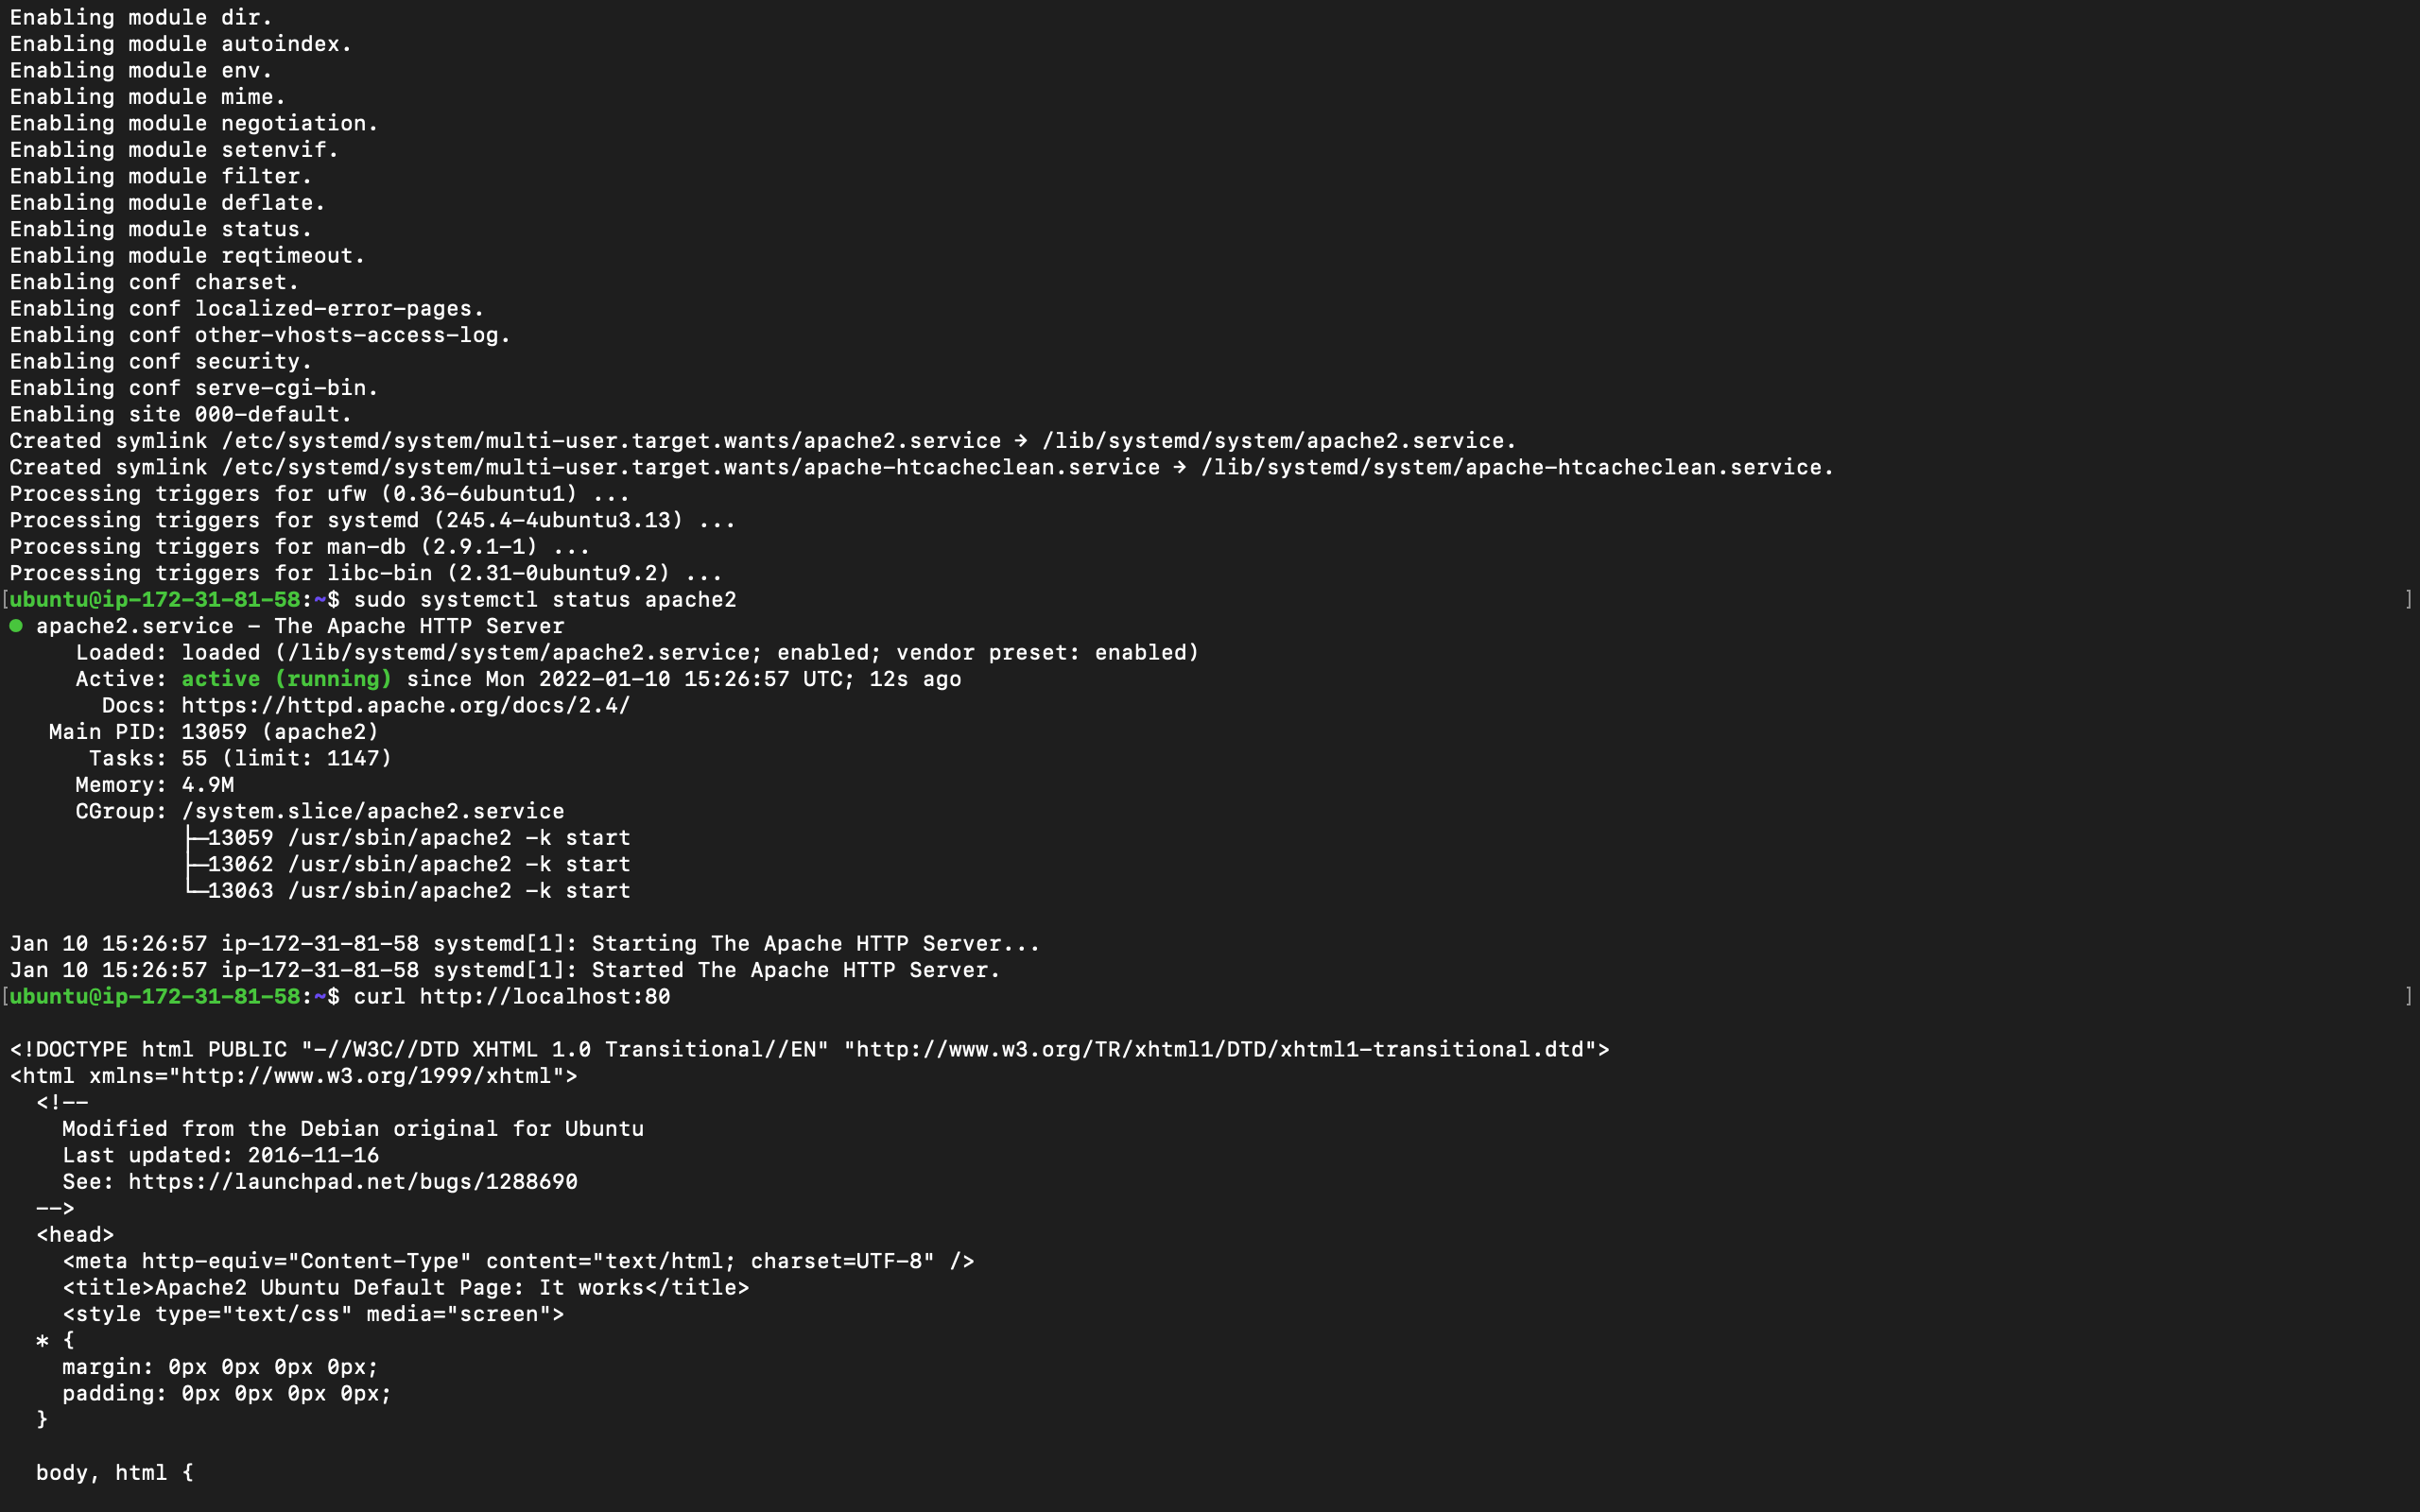 Enabling module dir.
Enabling module autoindex.
Enabling module env.
Enabling module mime.
Enabling module negotiation.
Enabling module setenvif.
Enabling module filter.
Enabling module deflate.
Enabling module status.
Enabling module reqtimeout.
Enabling conf charset.
Enabling conf localized-error-pages.
Enabling conf other-vhosts-access-log.
Enabling conf security.
Enabling conf serve-cgi-bin.
Enabling site 000-default.
Created symlink /etc/systemd/system/multi-user.target.wants/apache2.service → /lib/systemd/system/apache2.service.
Created symlink /etc/systemd/system/multi-user.target.wants/apache-htcacheclean.service → /lib/systemd/system/apache-htcacheclean.service.
Processing triggers for ufw (0.36-6ubuntu1) ...
Processing triggers for systemd (245.4-4ubuntu3.13) ...
Processing triggers for man-db (2.9.1-1) ...
Processing triggers for libc-bin (2.31-0ubuntu9.2) ...
[ubuntu@ip-172-31-81-58:~$ sudo systemctl status apache2 ]
● apache2.service - The Apache HTTP Server
     Loaded: loaded (/lib/systemd/system/apache2.service; enabled; vendor preset: enabled)
     Active: active (running) since Mon 2022-01-10 15:26:57 UTC; 12s ago
       Docs: https://httpd.apache.org/docs/2.4/
   Main PID: 13059 (apache2)
      Tasks: 55 (limit: 1147)
     Memory: 4.9M
     CGroup: /system.slice/apache2.service
             ├─13059 /usr/sbin/apache2 -k start
             ├─13062 /usr/sbin/apache2 -k start
             └─13063 /usr/sbin/apache2 -k start

Jan 10 15:26:57 ip-172-31-81-58 systemd[1]: Starting The Apache HTTP Server...
Jan 10 15:26:57 ip-172-31-81-58 systemd[1]: Started The Apache HTTP Server.
[ubuntu@ip-172-31-81-58:~$ curl http://localhost:80 ]

<!DOCTYPE html PUBLIC "-//W3C//DTD XHTML 1.0 Transitional//EN" "http://www.w3.org/TR/xhtml1/DTD/xhtml1-transitional.dtd">
<html xmlns="http://www.w3.org/1999/xhtml">
  <!--
    Modified from the Debian original for Ubuntu
    Last updated: 2016-11-16
    See: https://launchpad.net/bugs/1288690
  -->
  <head>
    <meta http-equiv="Content-Type" content="text/html; charset=UTF-8" />
    <title>Apache2 Ubuntu Default Page: It works</title>
    <style type="text/css" media="screen">
  * {
    margin: 0px 0px 0px 0px;
    padding: 0px 0px 0px 0px;
  }

  body, html {